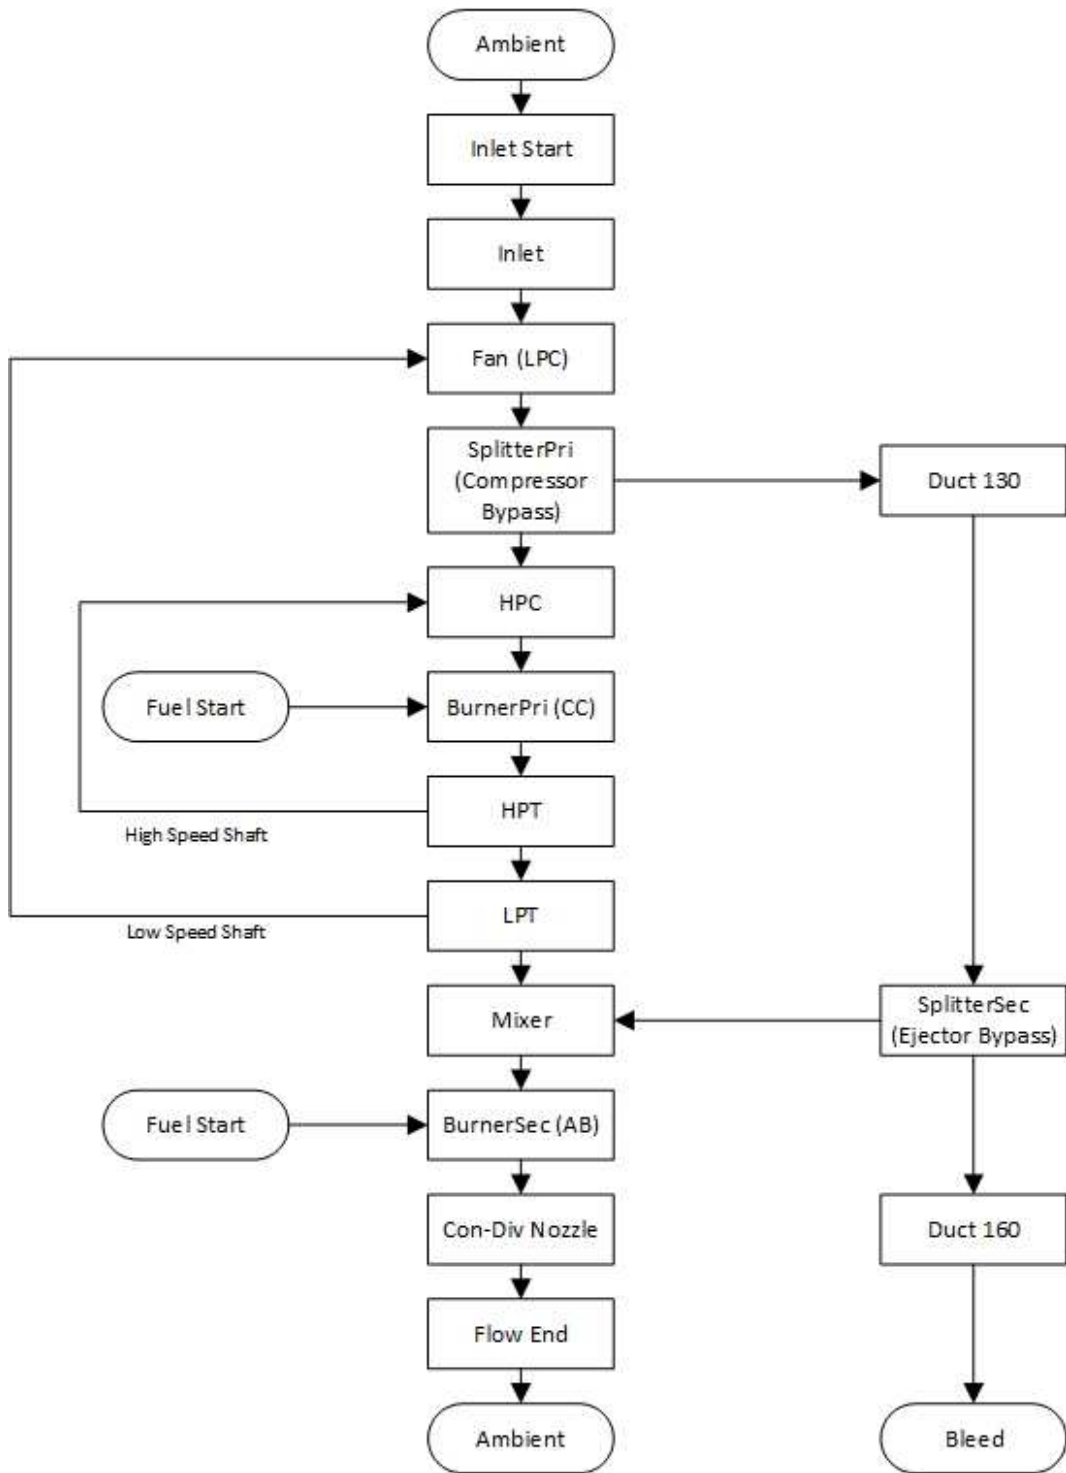 Ambient
Inlet Start
Inlet
Fan (LPC)
SplitterPri
(Compressor
Bypass)
Duct 130
HPC
Fuel Start
BurnerPri (CC)
HPT
High Speed Shaft
LPT
Low Speed Shaft
Mixer
SplitterSec
(Ejector Bypass)
Fuel Start
BurnerSec (AB)
Con-Div Nozzle
Duct 160
Flow End
Ambient
Bleed